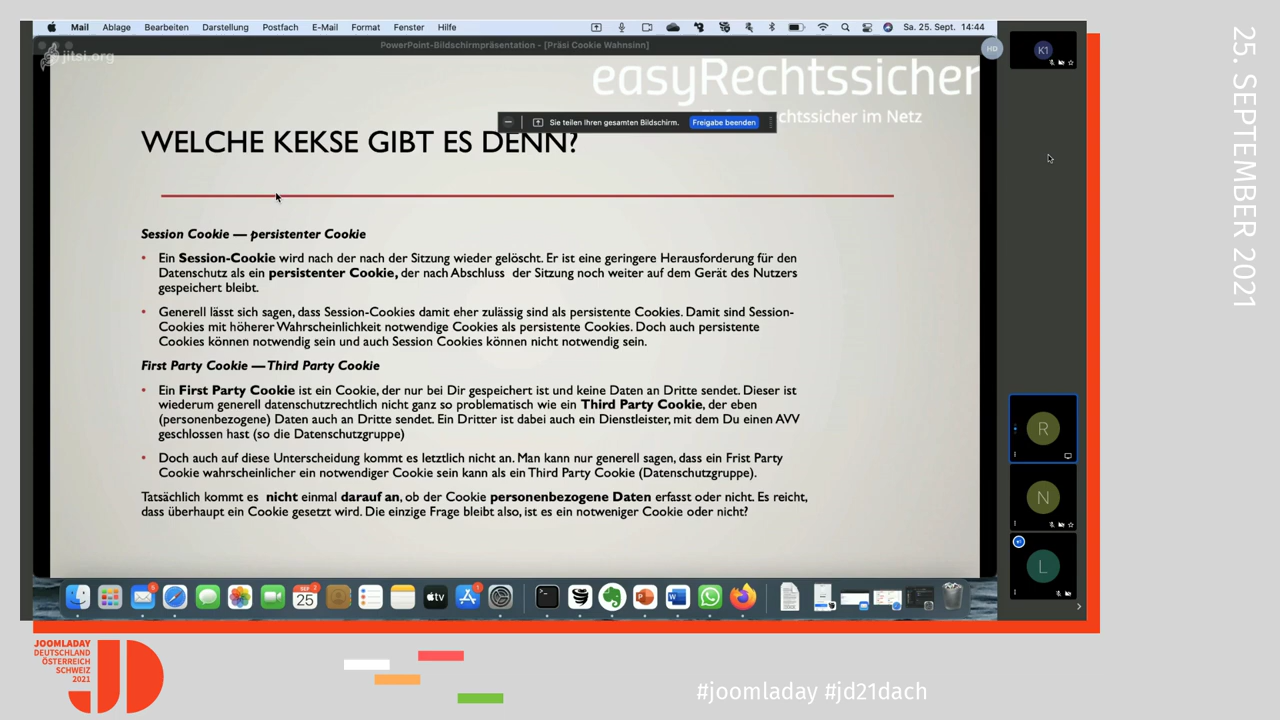 Mail Ablage Bearbeiten Darstellung Postfach E-Mail Format Fenster Hilfe Sa. 25. Sept. 14:44
PowerPoint-Bildschirmpräsentation - [Präsi Cookie Wahnsinn]
jitsi.org
HD
K1
easyRechtssicher
chtssicher im Netz
Sie teilen Ihren gesamten Bildschirm. Freigabe beenden
WELCHE KEKSE GIBT ES DENN?
Session Cookie — persistenter Cookie
• Ein Session-Cookie wird nach der nach der Sitzung wieder gelöscht. Er ist eine geringere Herausforderung für den
Datenschutz als ein persistenter Cookie, der nach Abschluss der Sitzung noch weiter auf dem Gerät des Nutzers
gespeichert bleibt.
• Generell lässt sich sagen, dass Session-Cookies damit eher zulässig sind als persistente Cookies. Damit sind Session-
Cookies mit höherer Wahrscheinlichkeit notwendige Cookies als persistente Cookies. Doch auch persistente
Cookies können notwendig sein und auch Session Cookies können nicht notwendig sein.
First Party Cookie — Third Party Cookie
• Ein First Party Cookie ist ein Cookie, der nur bei Dir gespeichert ist und keine Daten an Dritte sendet. Dieser ist
wiederum generell datenschutzrechtlich nicht ganz so problematisch wie ein Third Party Cookie, der eben
(personenbezogene) Daten auch an Dritte sendet. Ein Dritter ist dabei auch ein Dienstleister, mit dem Du einen AVV
geschlossen hast (so die Datenschutzgruppe)
• Doch auch auf diese Unterscheidung kommt es letztlich nicht an. Man kann nur generell sagen, dass ein Frist Party
Cookie wahrscheinlicher ein notwendiger Cookie sein kann als ein Third Party Cookie (Datenschutzgruppe).
Tatsächlich kommt es nicht einmal darauf an, ob der Cookie personenbezogene Daten erfasst oder nicht. Es reicht,
dass überhaupt ein Cookie gesetzt wird. Die einzige Frage bleibt also, ist es ein notweniger Cookie oder nicht?
R
N
L
25
tv
25. SEPTEMBER 2021
JOOMLADAY
DEUTSCHLAND
ÖSTERREICH
SCHWEIZ
2021
JD
#joomladay #jd21dach